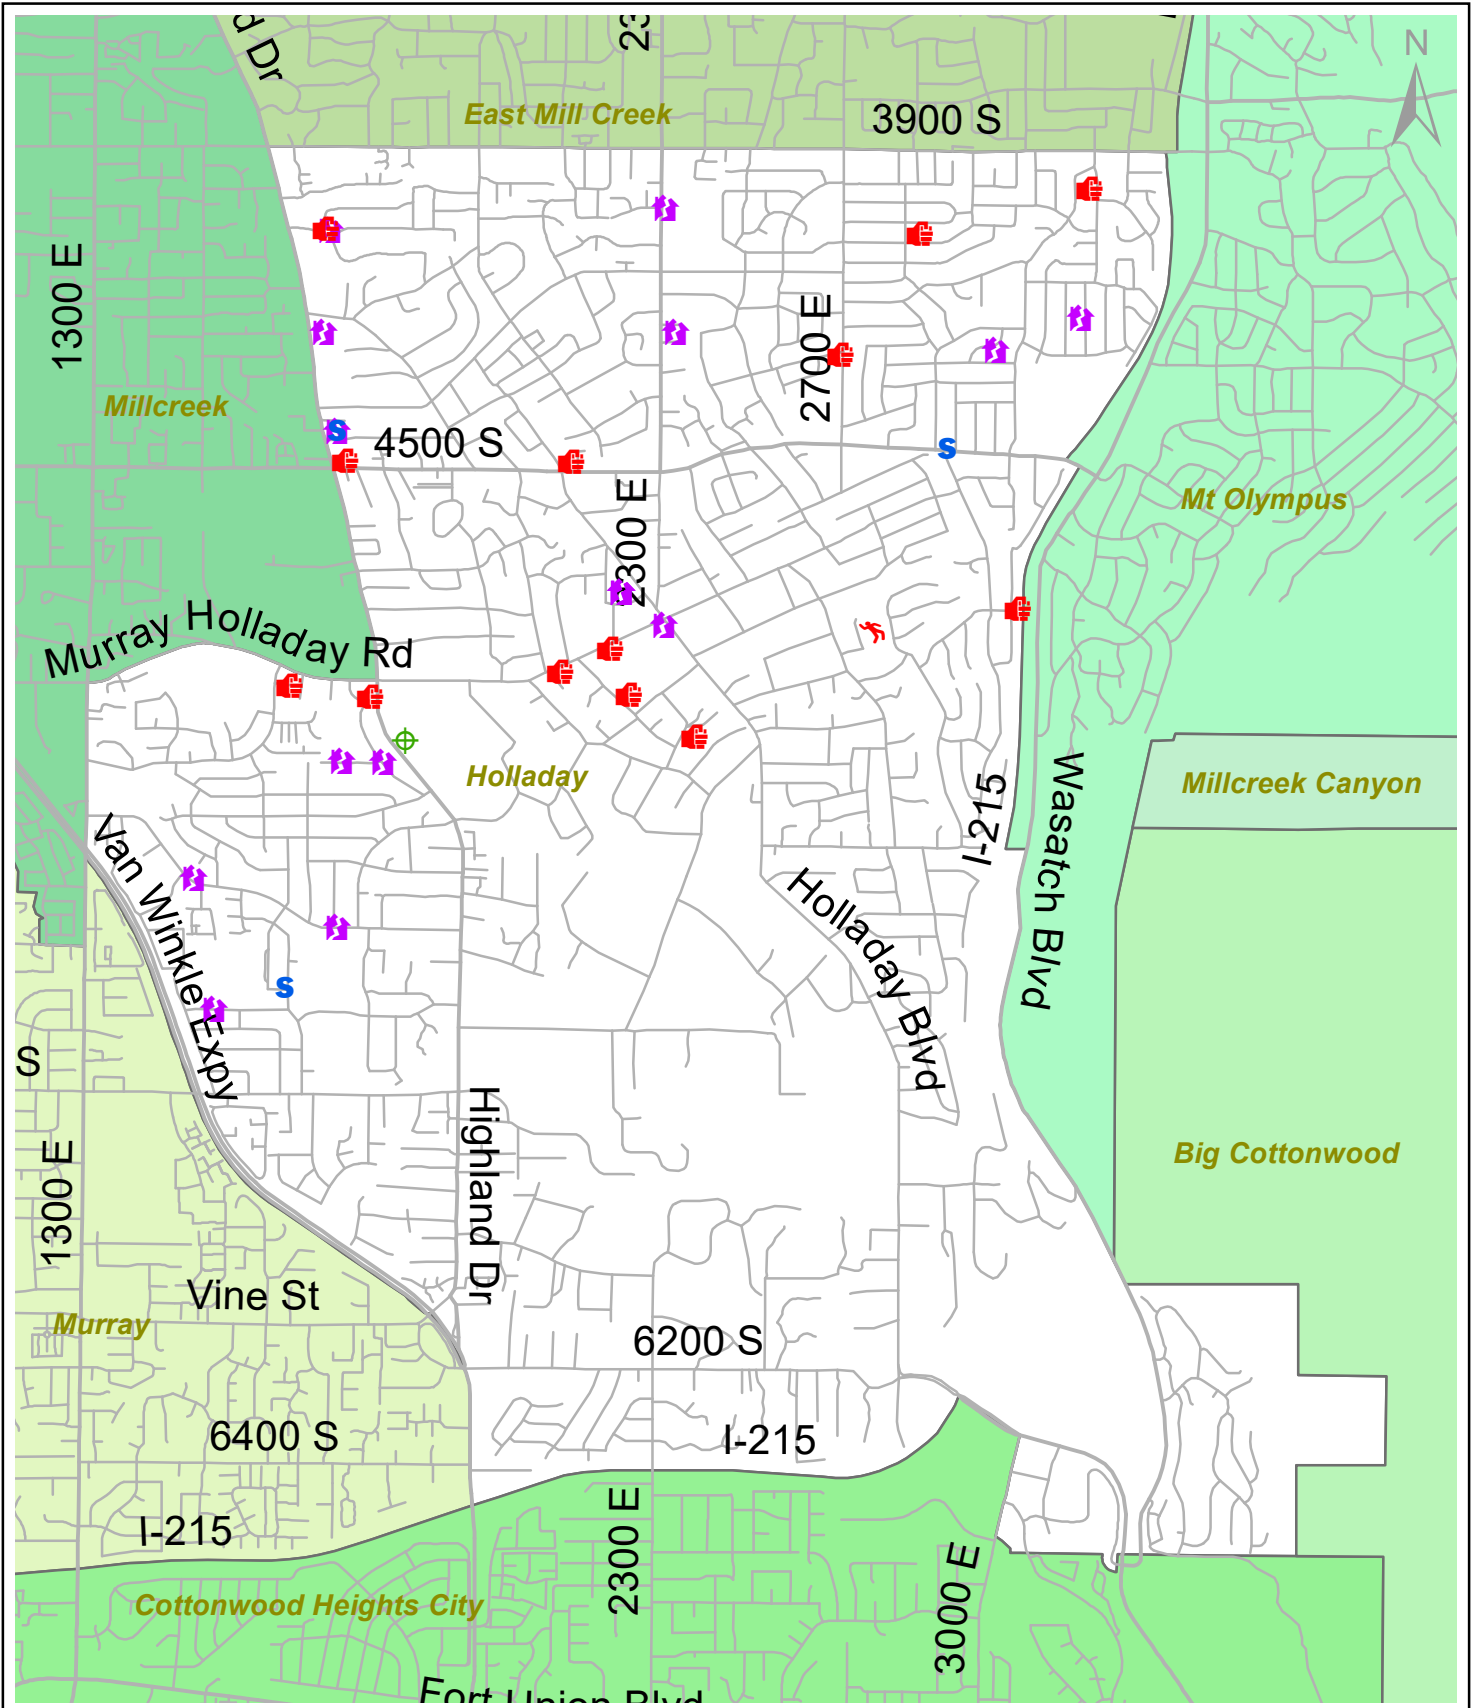 d Dr
23
N
East Mill Creek
3900 S
1300 E
2700 E
Millcreek
4500 S
S
S
2300 E
Mt Olympus
Murray Holladay Rd
Holladay
I-215
Wasatch Blvd
Millcreek Canyon
Van Winkle Expy
Holladay Blvd
S
S
Highland Dr
1300 E
Big Cottonwood
Vine St
Murray
6200 S
6400 S
I-215
I-215
2300 E
3000 E
Cottonwood Heights City
Fort Union Blvd